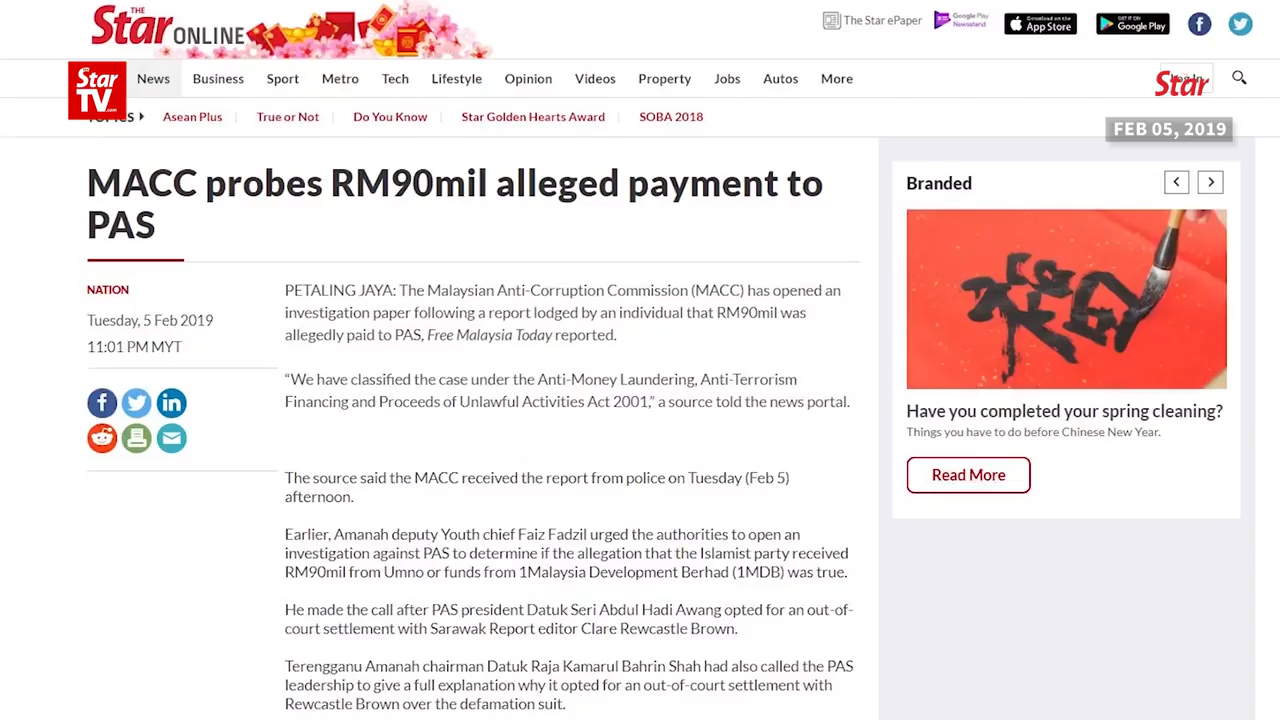 THE
Star ONLINE
The Star ePaper
Google Play
Newsstand
Download on the
App Store
GET IT ON
Google Play
Star
TV.com
News Business Sport Metro Tech Lifestyle Opinion Videos Property Jobs Autos More
Star
Asean Plus True or Not Do You Know Star Golden Hearts Award SOBA 2018
FEB 05, 2019
MACC probes RM90mil alleged payment to
PAS
NATION
Tuesday, 5 Feb 2019
11:01 PM MYT
PETALING JAYA: The Malaysian Anti-Corruption Commission (MACC) has opened an
investigation paper following a report lodged by an individual that RM90mil was
allegedly paid to PAS, Free Malaysia Today reported.
“We have classified the case under the Anti-Money Laundering, Anti-Terrorism
Financing and Proceeds of Unlawful Activities Act 2001,” a source told the news portal.
The source said the MACC received the report from police on Tuesday (Feb 5)
afternoon.
Earlier, Amanah deputy Youth chief Faiz Fadzil urged the authorities to open an
investigation against PAS to determine if the allegation that the Islamist party received
RM90mil from Umno or funds from 1Malaysia Development Berhad (1MDB) was true.
He made the call after PAS president Datuk Seri Abdul Hadi Awang opted for an out-of-
court settlement with Sarawak Report editor Clare Rewcastle Brown.
Terengganu Amanah chairman Datuk Raja Kamarul Bahrin Shah had also called the PAS
leadership to give a full explanation why it opted for an out-of-court settlement with
Rewcastle Brown over the defamation suit.
Branded
Have you completed your spring cleaning?
Things you have to do before Chinese New Year.
Read More